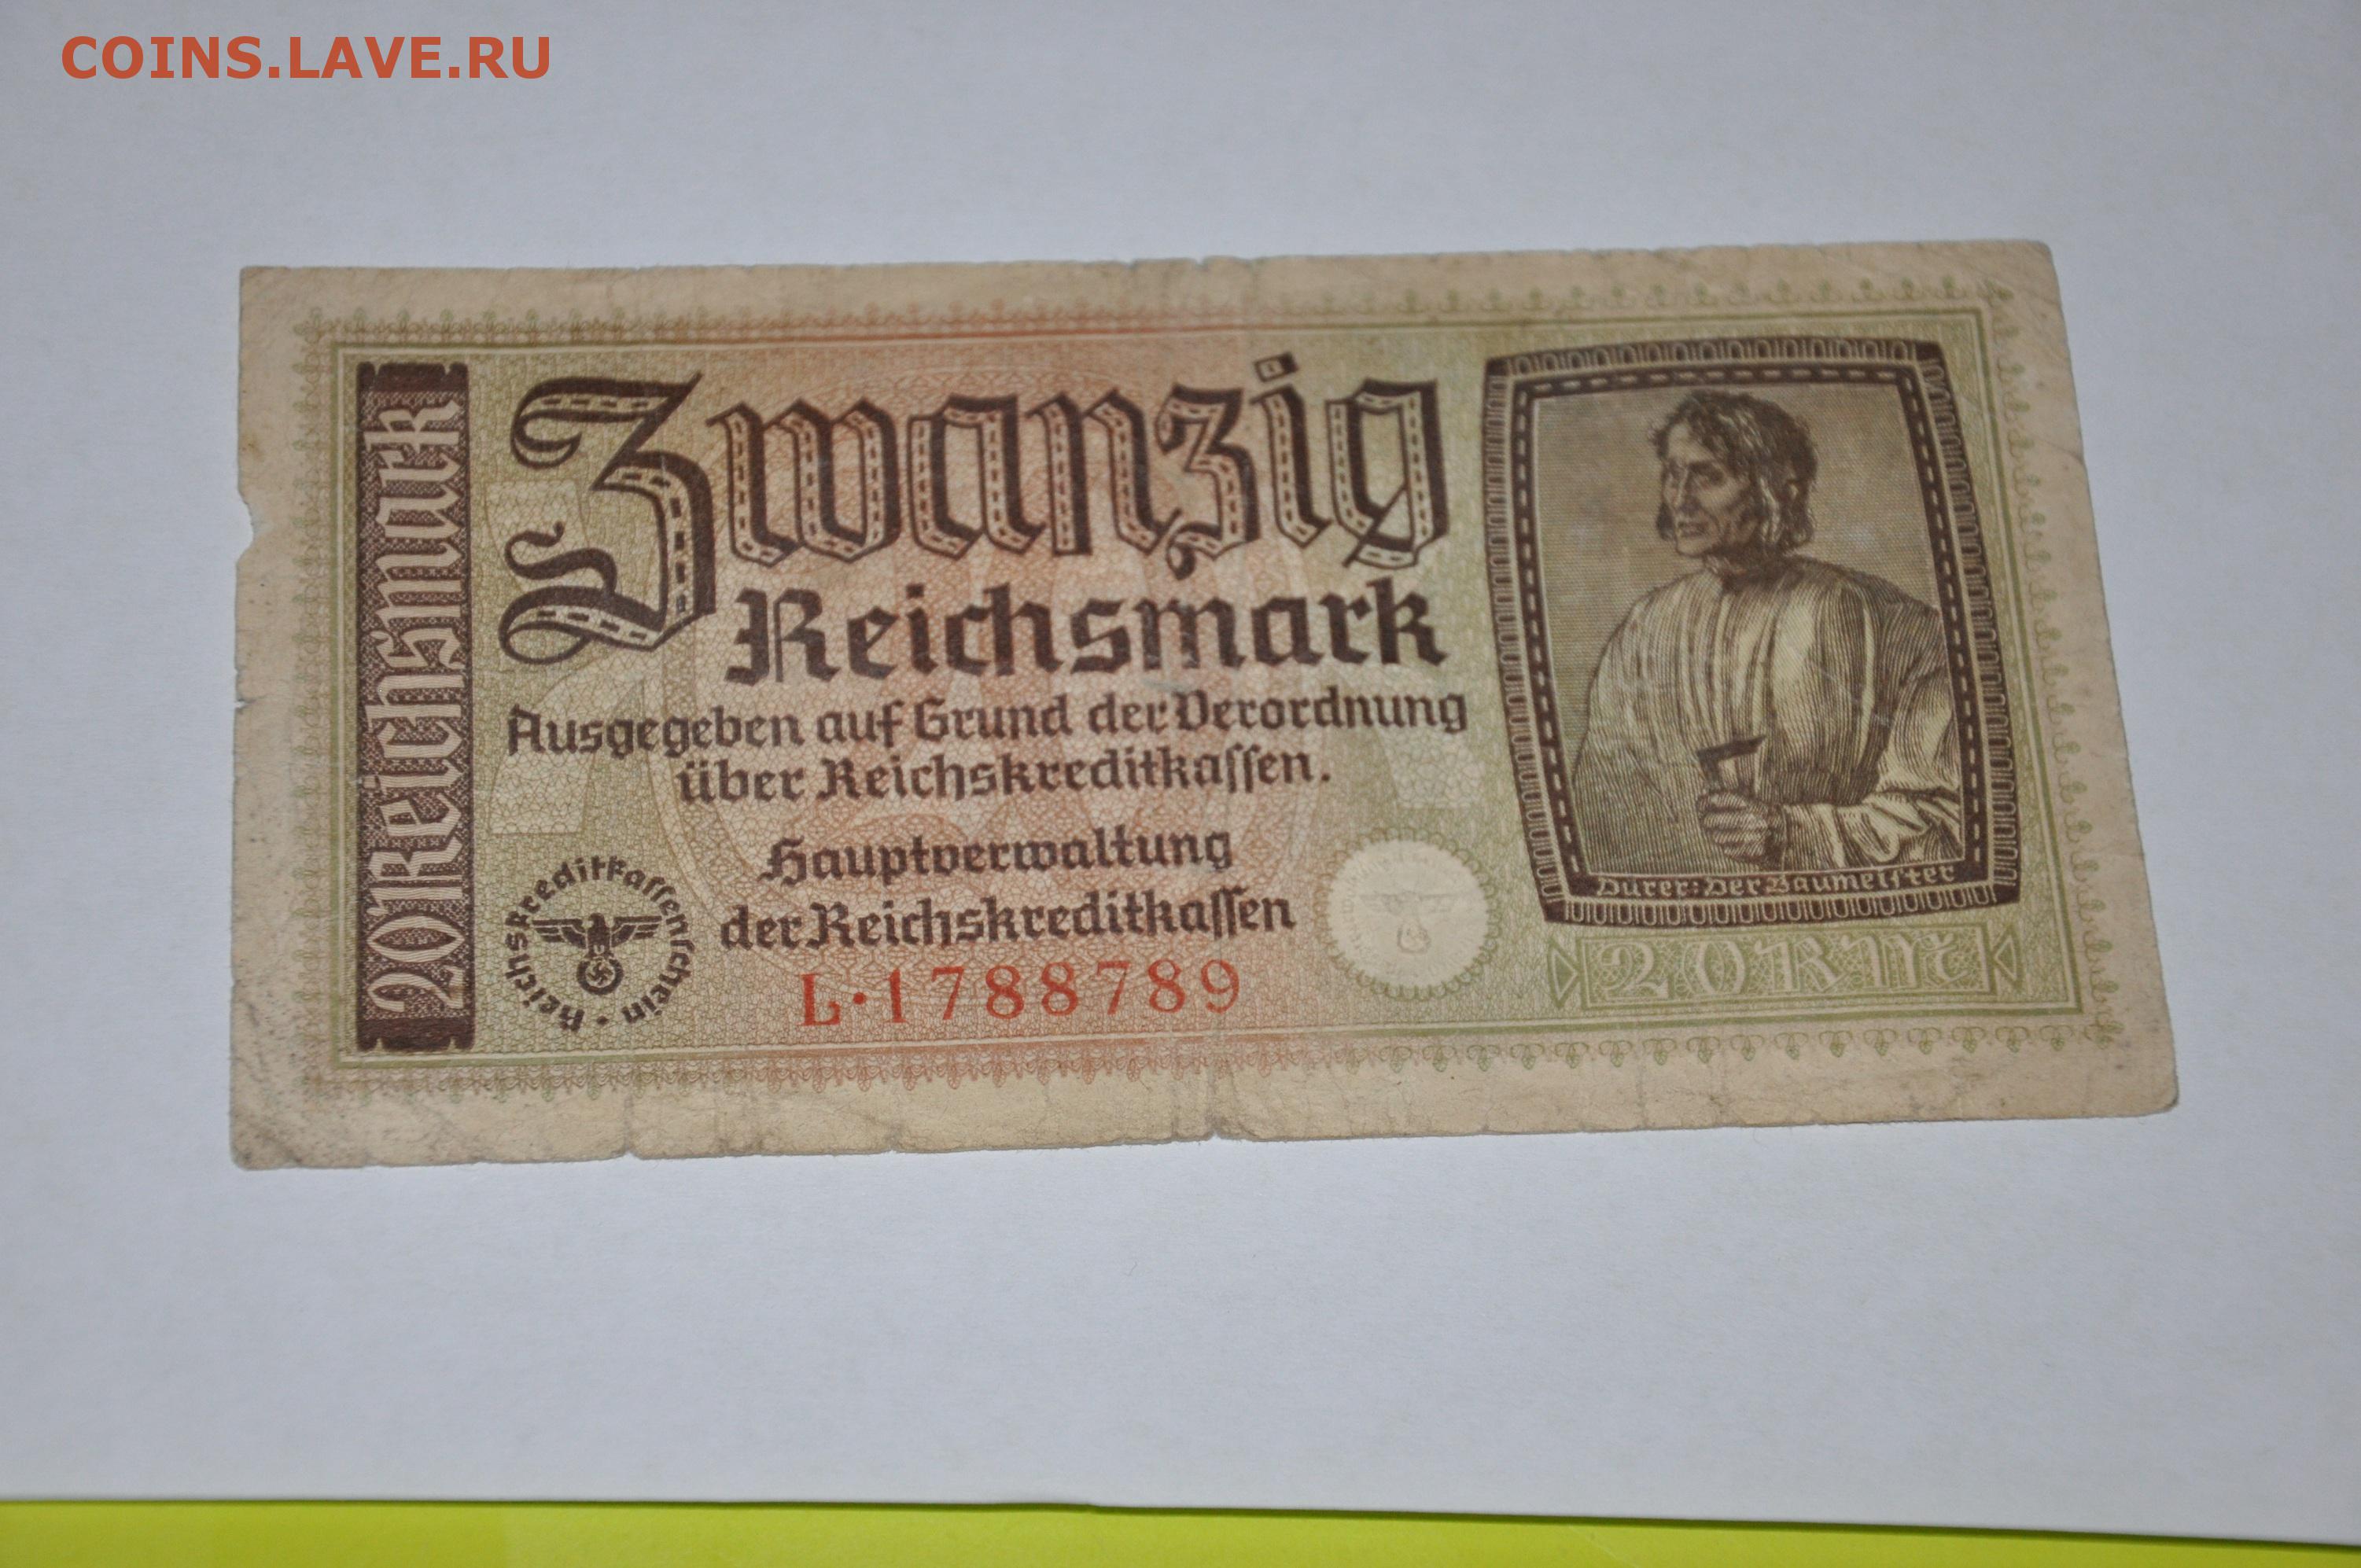 COINS.LAVE.RU
20 Reichsmark
Zwanzig
Reichsmark
Ausgegeben auf Grund der Verordnung
über Reichskreditkaſſen.
Hauptverwaltung
der Reichskreditkaſſen
L·1788789
Reichskreditkaſſenſchein ·
Dürer: Der Baumeiſter
20 RM